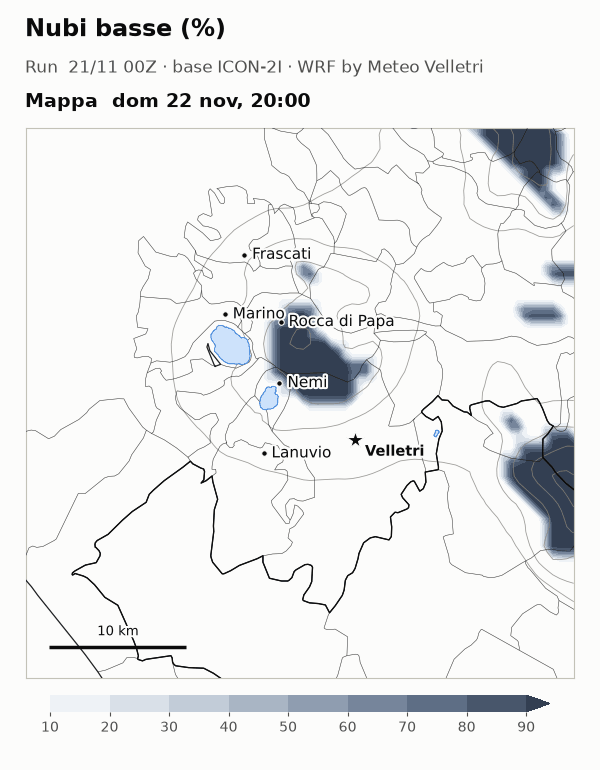 Nubi basse (%)
Run  21/11 00Z · base ICON-2I · WRF by Meteo Velletri
Mappa  dom 22 nov, 20:00
Frascati
Marino
Rocca di Papa
Nemi
Velletri
Lanuvio
10 km
10 20 30 40 50 60 70 80 90